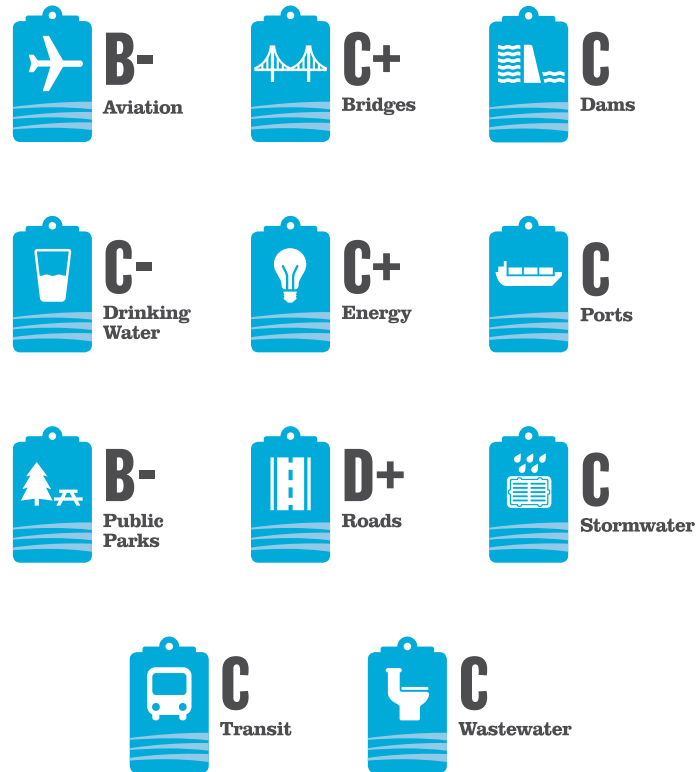 B-
Aviation
C+
Bridges
C
Dams
C-
Drinking
Water
C+
Energy
C
Ports
B-
Public
Parks
D+
Roads
C
Stormwater
C
Transit
C
Wastewater